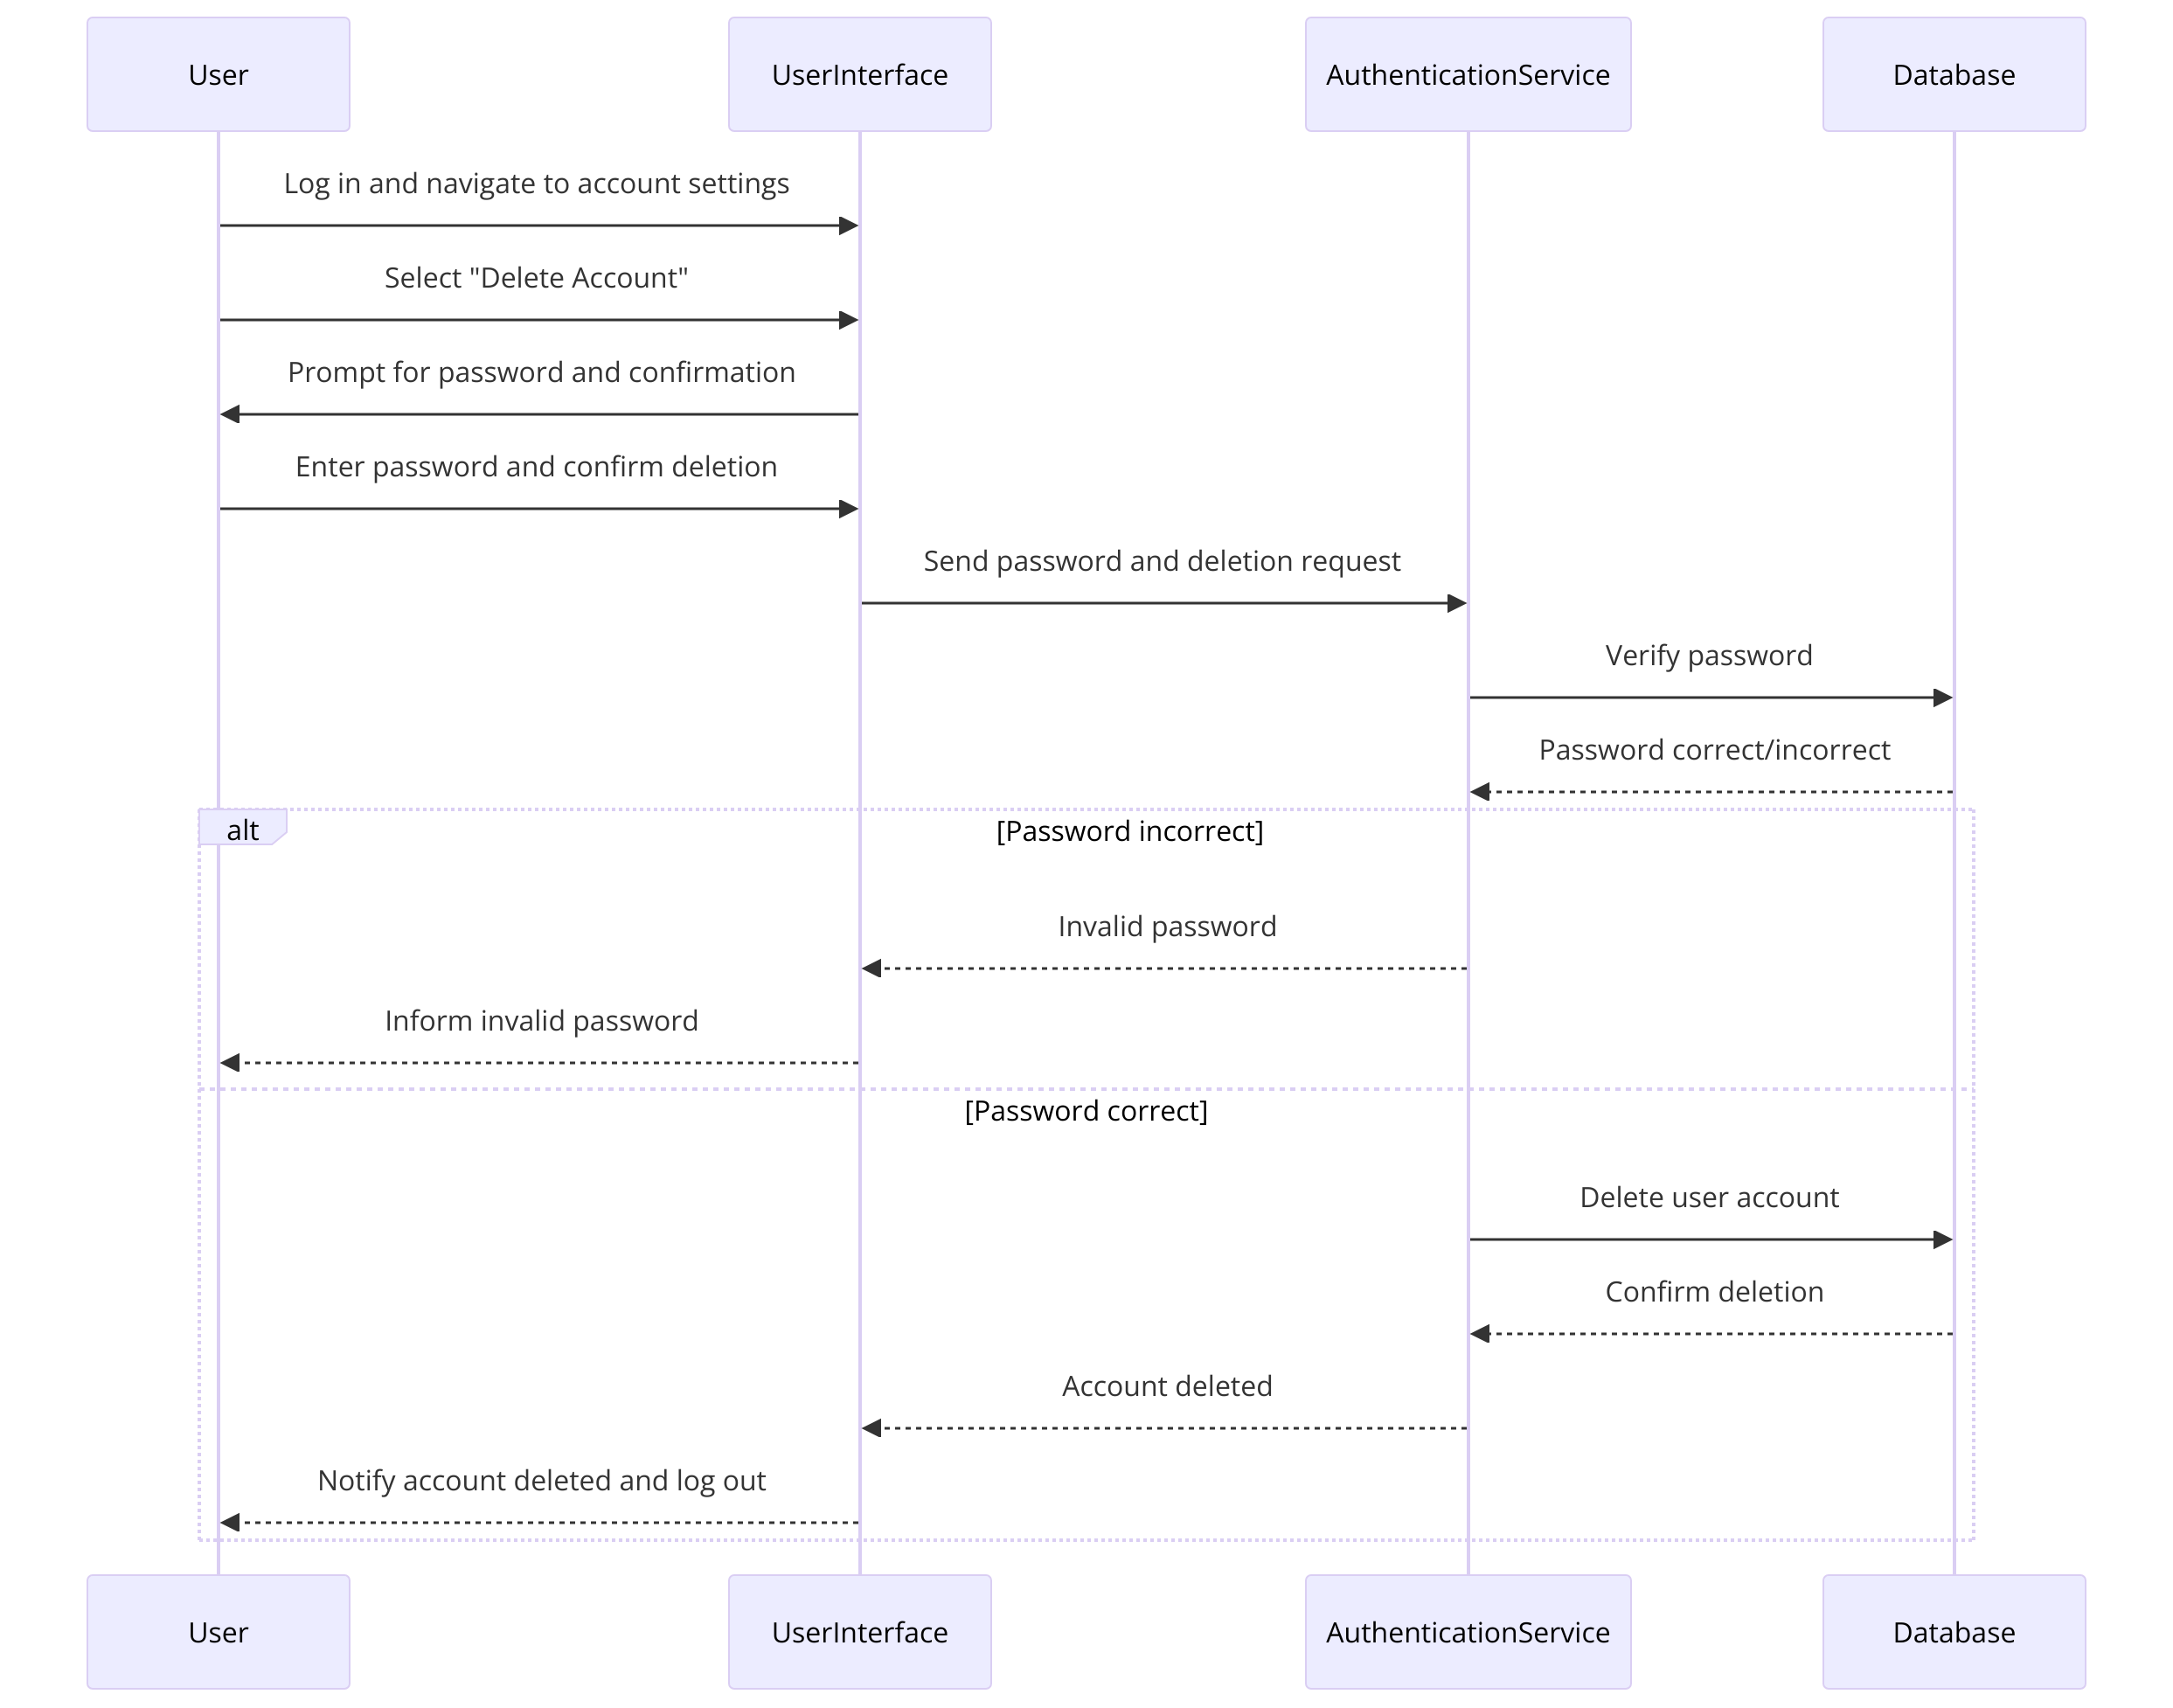 User
UserInterface
AuthenticationService
Database
Log in and navigate to account settings
Select "Delete Account"
Prompt for password and confirmation
Enter password and confirm deletion
Send password and deletion request
Verify password
Password correct/incorrect
alt
[Password incorrect]
Invalid password
Inform invalid password
[Password correct]
Delete user account
Confirm deletion
Account deleted
Notify account deleted and log out
User
UserInterface
AuthenticationService
Database